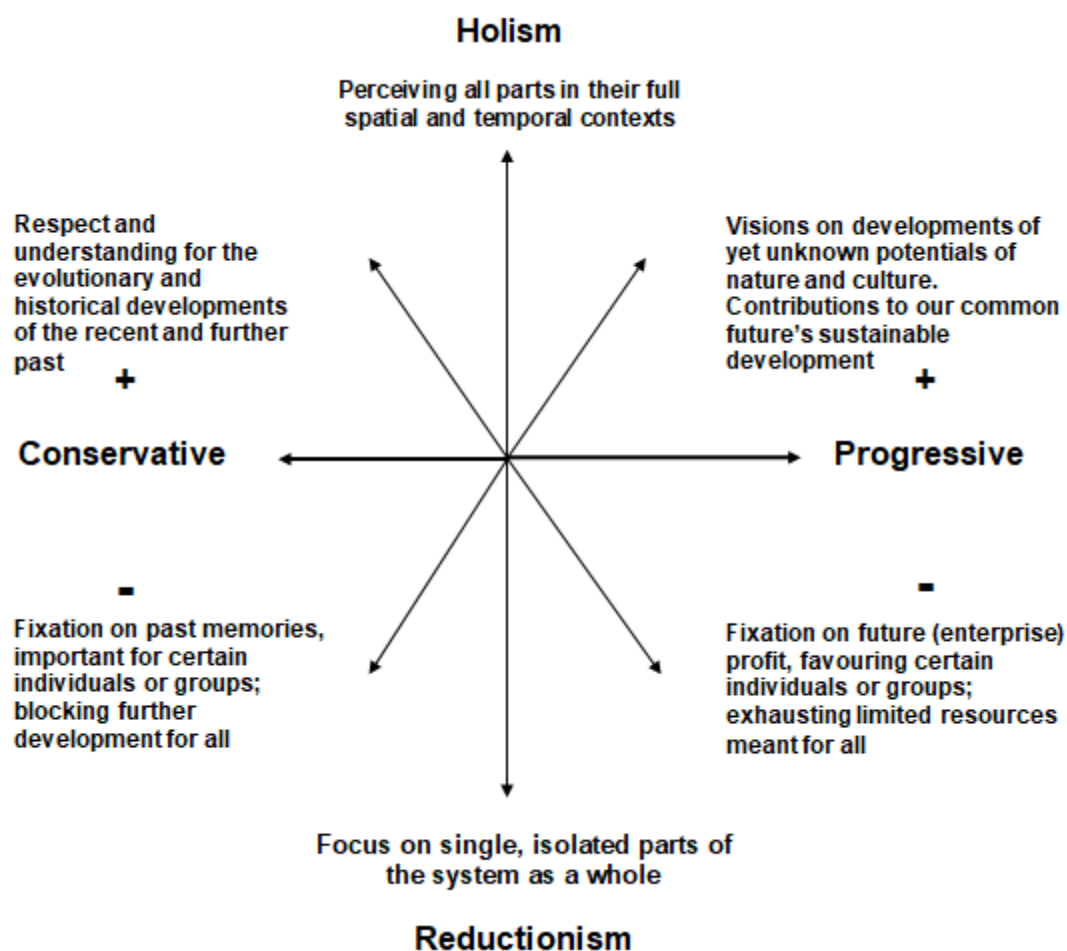 Holism
Perceiving all parts in their full
spatial and temporal contexts
Respect and
understanding for the
evolutionary and
historical developments
of the recent and further
past
+
Visions on developments of
yet unknown potentials of
nature and culture.
Contributions to our common
future's sustainable
development
+
Conservative
Progressive
-
Fixation on past memories,
important for certain
individuals or groups;
blocking further
development for all
-
Fixation on future (enterprise)
profit, favouring certain
individuals or groups;
exhausting limited resources
meant for all
Focus on single, isolated parts of
the system as a whole
Reductionism